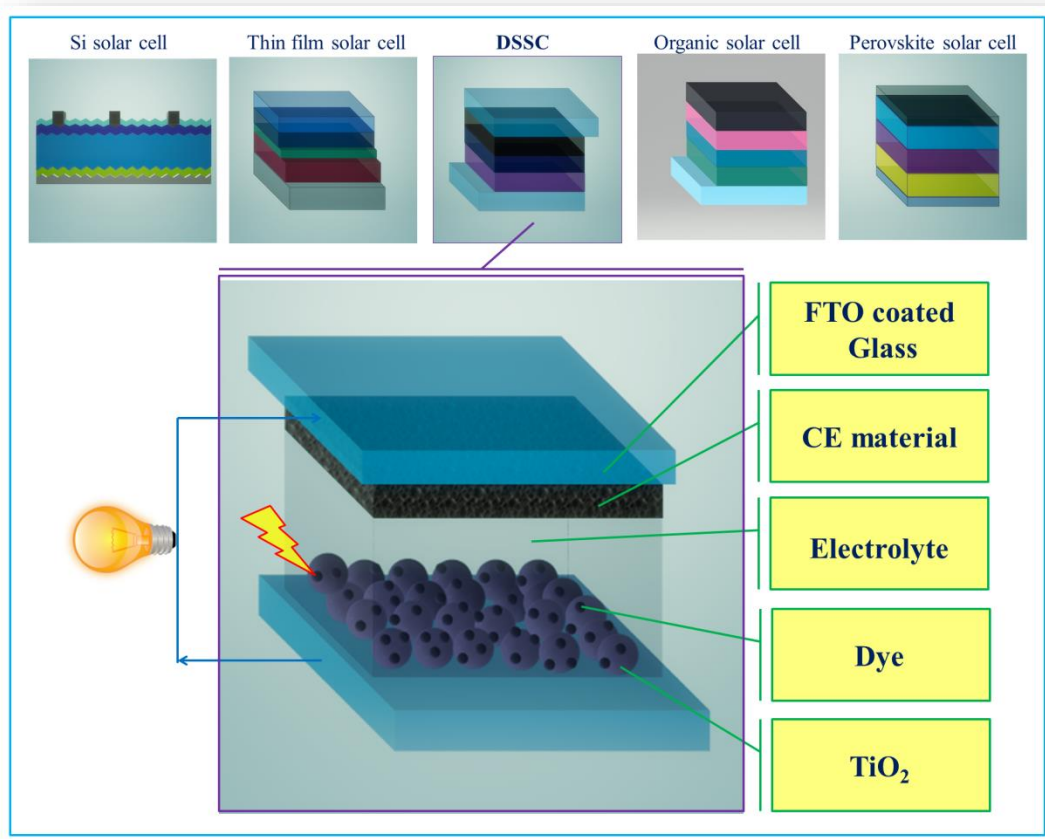 Si solar cell
Thin film solar cell
DSSC
Organic solar cell
Perovskite solar cell
FTO coated
Glass
CE material
Electrolyte
Dye
TiO₂